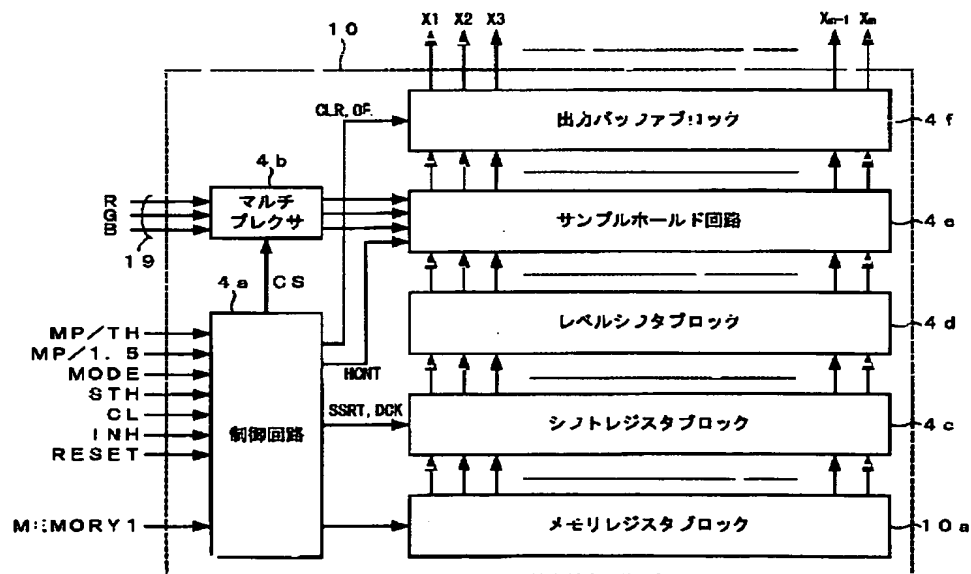 X1 X2 X3 Xm-1 Xm
10
CLR,OE
出力バッファブロック
4f
4b
R
G
B
19
マルチ
プレクサ
サンプルホールド回路
4e
4a
CS
レベルシフタブロック
4d
MP/TH
MP/1.5
MODE
STH
CL
INH
RESET
HCNT
SSRT,DCK
制御回路
シフトレジスタブロック
4c
MEMORY1
メモリレジスタブロック
10a